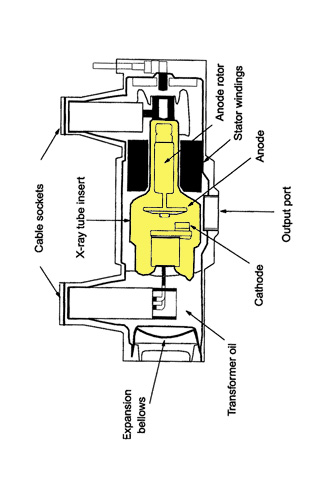 Cable sockets
X-ray tube insert
Expansion
bellows
Transformer oil
Cathode
Output port
Anode
Stator windings
Anode rotor